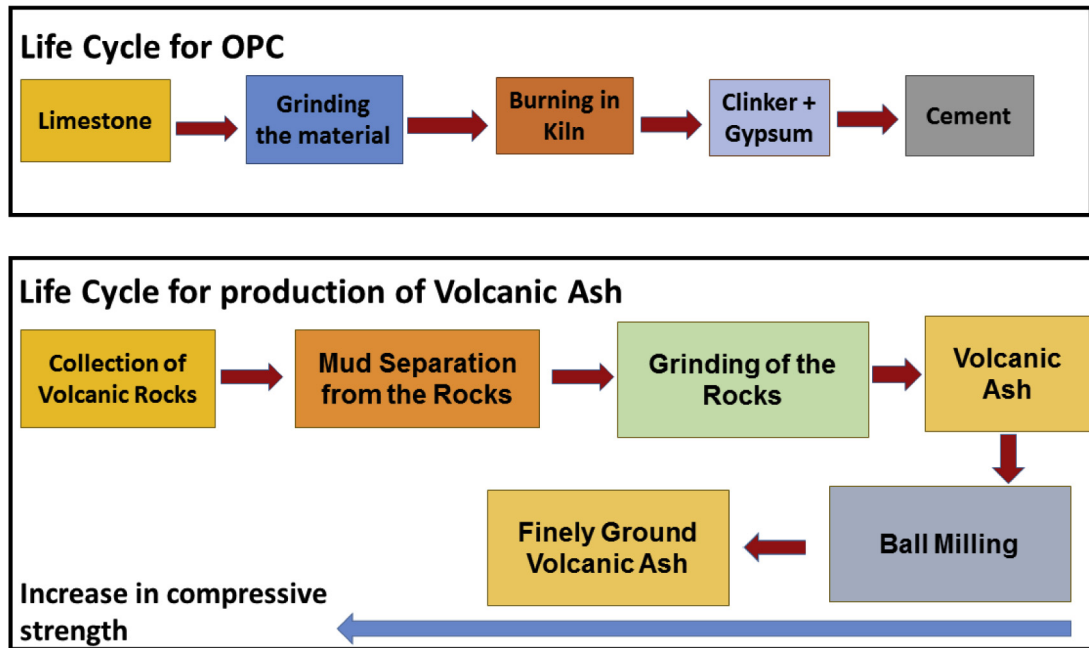 Life Cycle for OPC
Limestone
Grinding
the material
Burning in
Kiln
Clinker +
Gypsum
Cement
Life Cycle for production of Volcanic Ash
Collection of
Volcanic Rocks
Mud Separation
from the Rocks
Grinding of the
Rocks
Volcanic
Ash
Ball Milling
Finely Ground
Volcanic Ash
Increase in compressive
strength